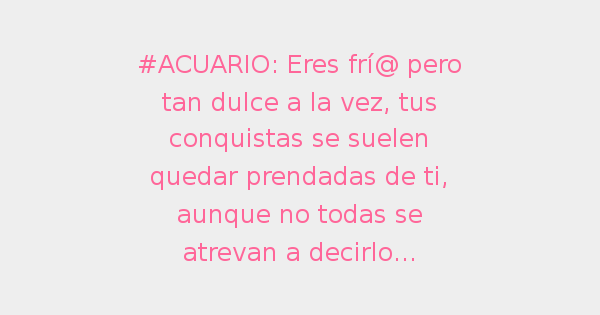 #ACUARIO: Eres frí@ pero
tan dulce a la vez, tus
conquistas se suelen
quedar prendadas de ti,
aunque no todas se
atrevan a decirlo...